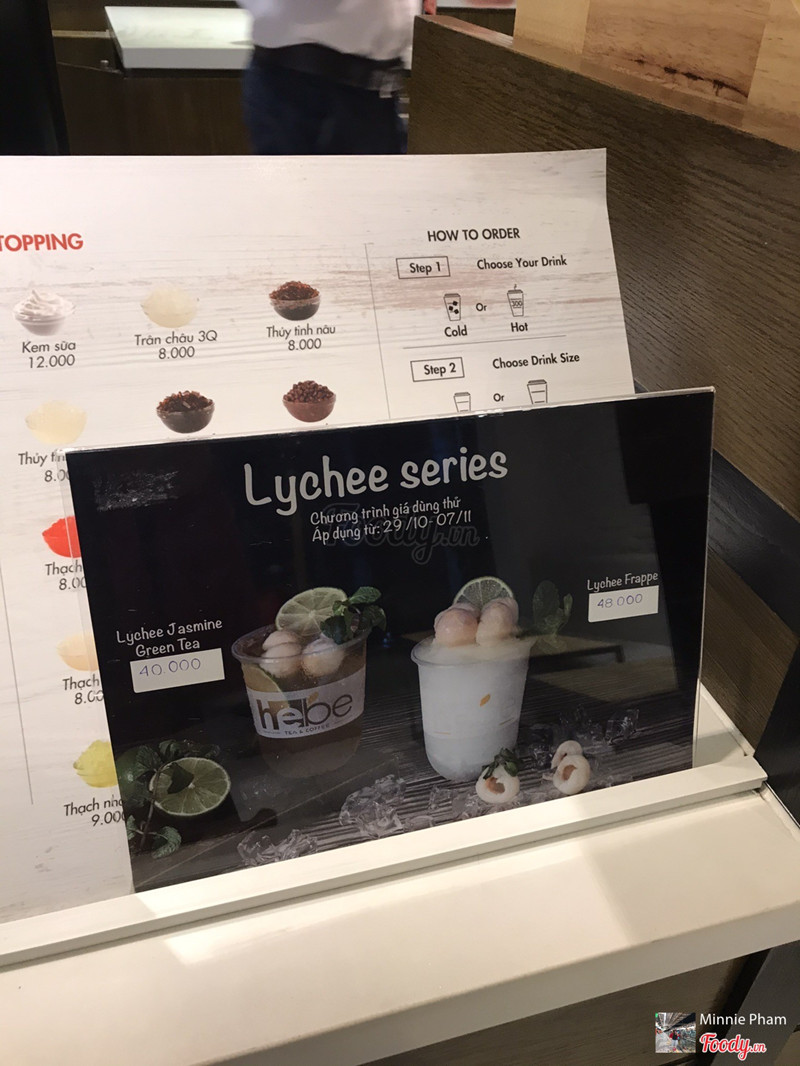 TOPPING
Kem sữa
12.000
Trân châu 3Q
8.000
Thủy tinh nâu
8.000
Thủy
8.0
Thạch
8.00
Thạch
8.00
Thạch
9.000
HOW TO ORDER
Step 1 Choose Your Drink
Or
Cold Hot
Step 2 Choose Drink Size
Or
Lychee series
Chương trình giá dùng thử
Áp dụng từ: 29/10-07/11
Foody.vn
Lychee Jasmine
Green Tea
40.000
Lychee Frappe
48.000
hebe
TEA & COFFEE
Minnie Pham
Foody.vn